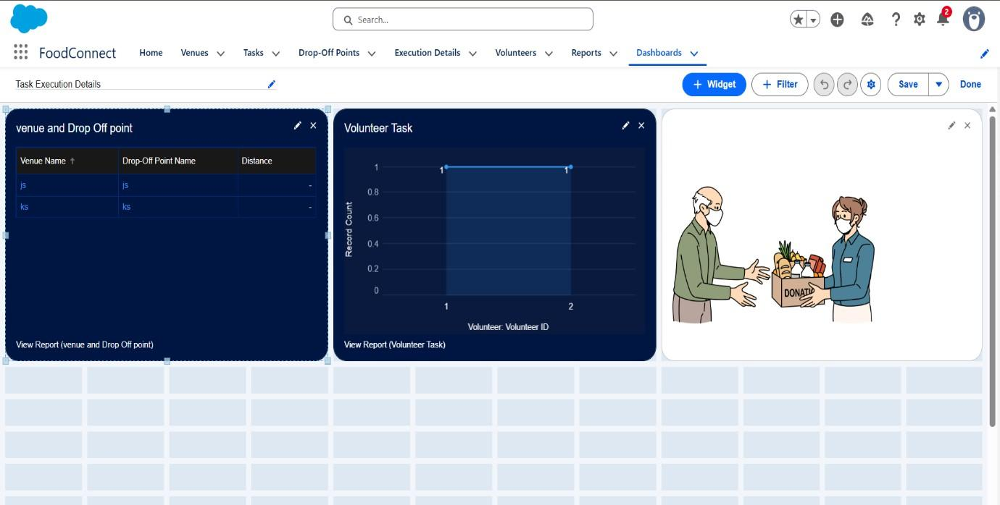 Search...
2
FoodConnect Home Venues Tasks Drop-Off Points Execution Details Volunteers Reports Dashboards
Task Execution Details
+ Widget + Filter Save Done
venue and Drop Off point
Venue Name ↑ Drop-Off Point Name Distance
js js -
ks ks -
View Report (venue and Drop Off point)
Volunteer Task
Record Count
1
0.8
0.6
0.4
0.2
0
1 1
1 2
Volunteer: Volunteer ID
View Report (Volunteer Task)
DONATIO